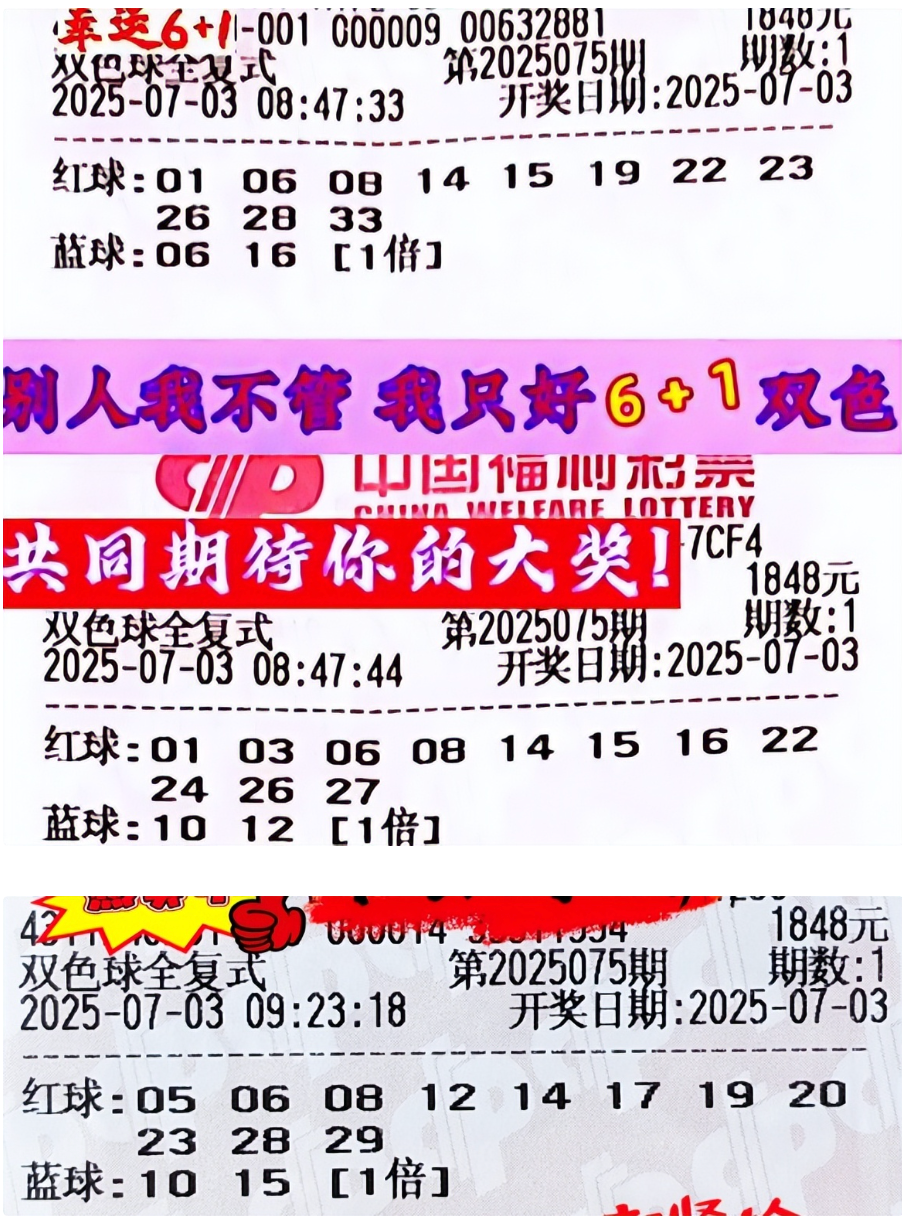 幸运6+1-001 000009 00632881 1848元
双色球全复式 第2025075期 期数:1
2025-07-03 08:47:33 开奖日期:2025-07-03
红球:01 06 08 14 15 19 22 23
26 28 33
蓝球:06 16 [1倍]
别人我不管 我只好6+1双色
中国福利彩票
CHINA WELFARE LOTTERY
共同期待你的大奖! -7CF4
1848元
双色球全复式 第2025075期 期数:1
2025-07-03 08:47:44 开奖日期:2025-07-03
红球:01 03 06 08 14 15 16 22
24 26 27
蓝球:10 12 [1倍]
000014 1848元
双色球全复式 第2025075期 期数:1
2025-07-03 09:23:18 开奖日期:2025-07-03
红球:05 06 08 12 14 17 19 20
23 28 29
蓝球:10 15 [1倍]